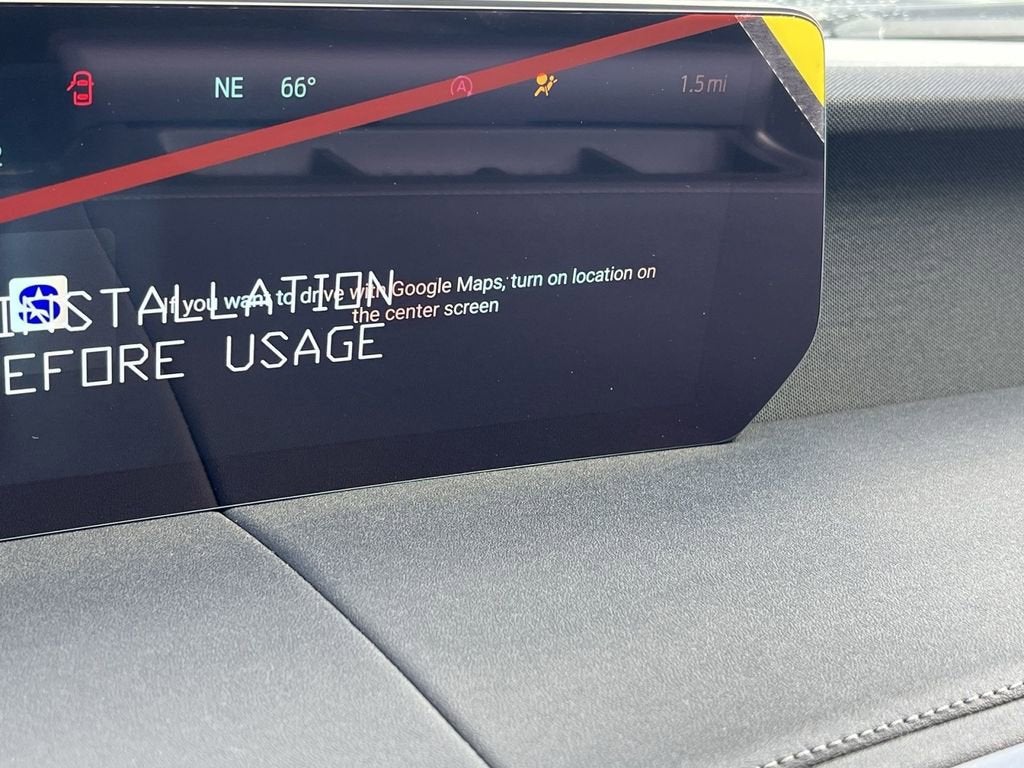 NE 66° A 1.5 mi
If you want to drive with Google Maps, turn on location on
the center screen
INSTALLATION
EFORE USAGE